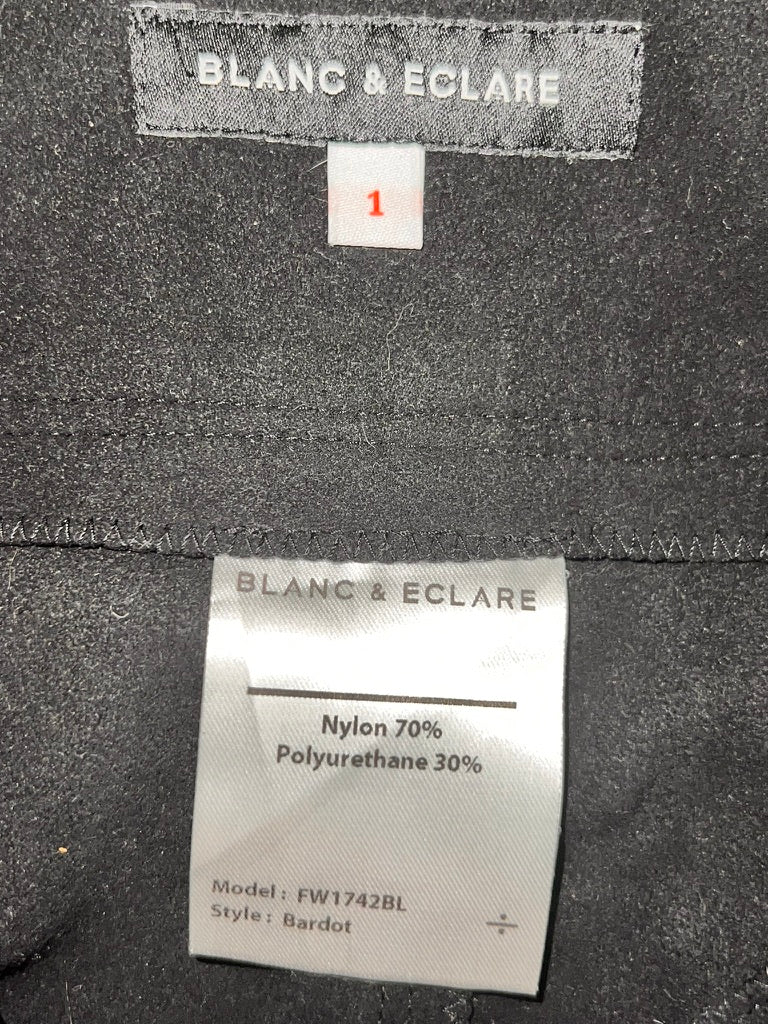 BLANC & ECLARE
1
BLANC & ECLARE
Nylon 70%
Polyurethane 30%
Model : FW1742BL
Style : Bardot
÷